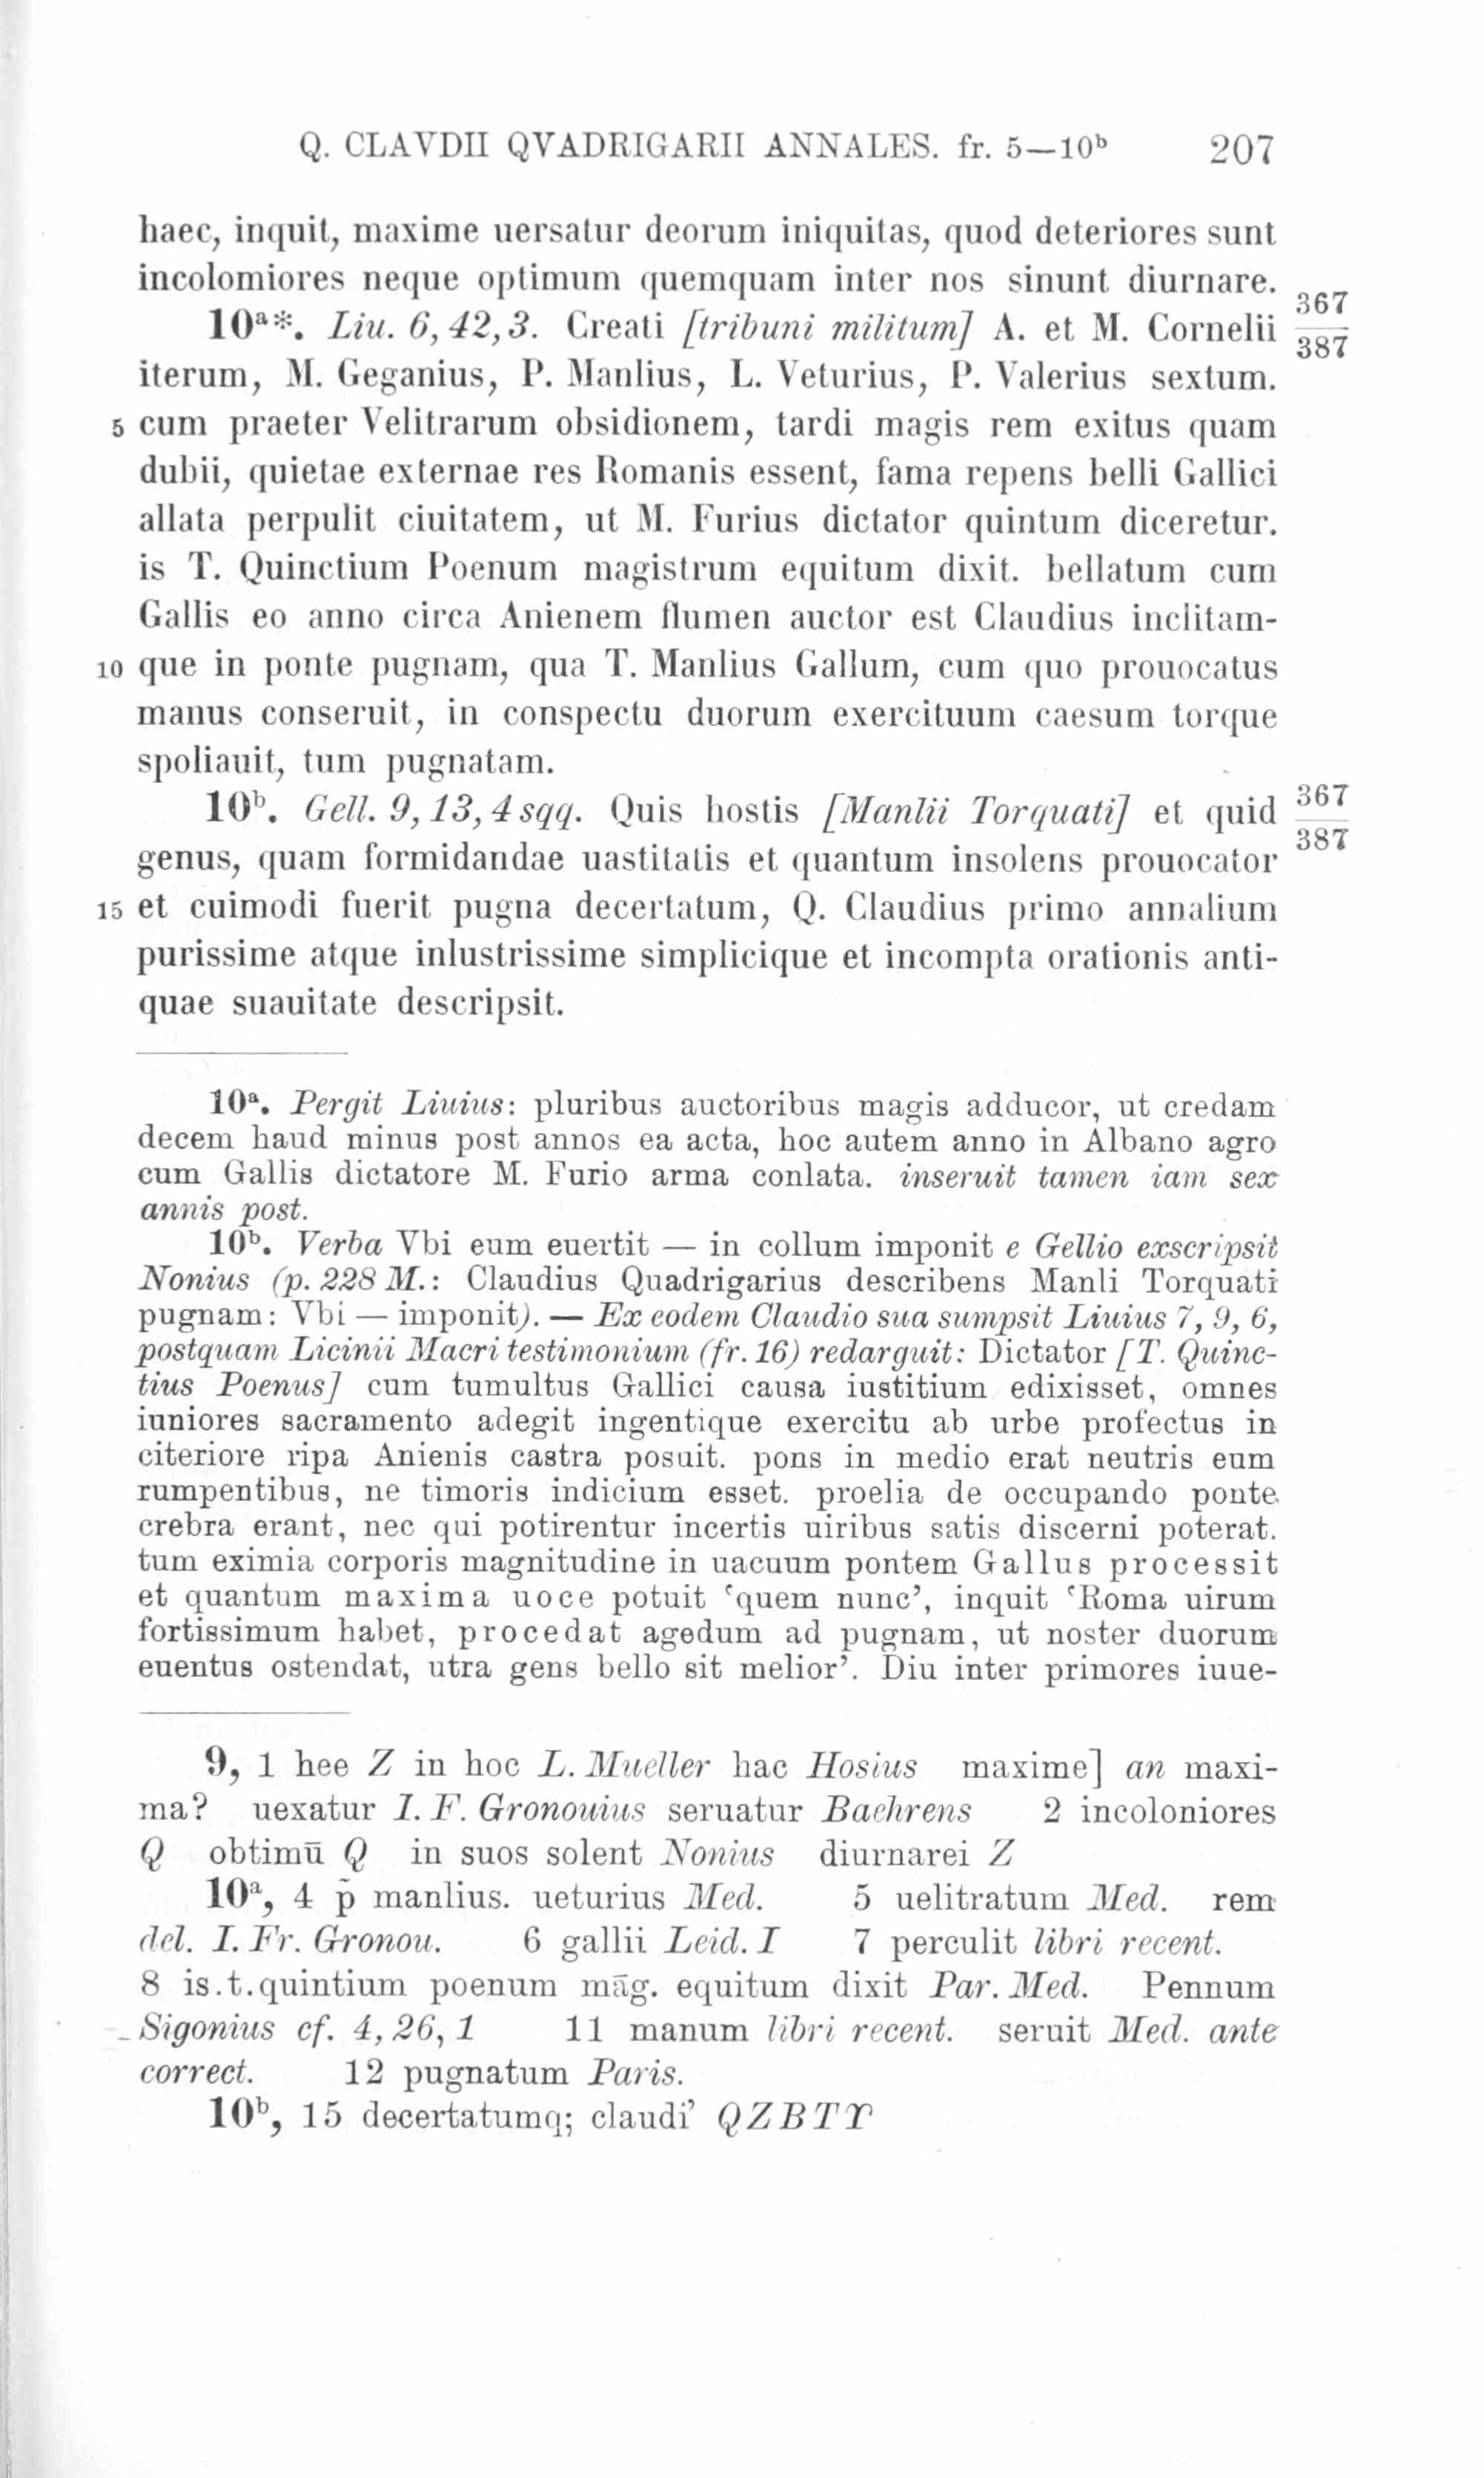 Q. CLAVDII QVADRIGARII ANNALES. fr. 5—10ᵇ 207
haec, inquit, maxime uersatur deorum iniquitas, quod deteriores sunt
incolomiores neque optimum quemquam inter nos sinunt diurnare.
10ᵃ*. Liu. 6,42,3. Creati [tribuni militum] A. et M. Cornelii 367/387
iterum, M. Geganius, P. Manlius, L. Veturius, P. Valerius sextum.
5 cum praeter Velitrarum obsidionem, tardi magis rem exitus quam
dubii, quietae externae res Romanis essent, fama repens belli Gallici
allata perpulit ciuitatem, ut M. Furius dictator quintum diceretur.
is T. Quinctium Poenum magistrum equitum dixit. bellatum cum
Gallis eo anno circa Anienem flumen auctor est Claudius inclitam-
10 que in ponte pugnam, qua T. Manlius Gallum, cum quo prouocatus
manus conseruit, in conspectu duorum exercituum caesum torque
spoliauit, tum pugnatam.
10ᵇ. Gell. 9,13,4 sqq. Quis hostis [Manlii Torquati] et quid 367/387
genus, quam formidandae uastitatis et quantum insolens prouocator
15 et cuimodi fuerit pugna decertatum, Q. Claudius primo annalium
purissime atque inlustrissime simplicique et incompta orationis anti-
quae suauitate descripsit.
10ᵃ. Pergit Liuius: pluribus auctoribus magis adducor, ut credam
decem haud minus post annos ea acta, hoc autem anno in Albano agro
cum Gallis dictatore M. Furio arma conlata. inseruit tamen iam sex
annis post.
10ᵇ. Verba Vbi eum euertit — in collum imponit e Gellio exscripsit
Nonius (p. 228 M.: Claudius Quadrigarius describens Manli Torquati
pugnam: Vbi — imponit). — Ex eodem Claudio sua sumpsit Liuius 7, 9, 6,
postquam Licinii Macri testimonium (fr. 16) redarguit: Dictator [T. Quinc-
tius Poenus] cum tumultus Gallici causa iustitium edixisset, omnes
iuniores sacramento adegit ingentique exercitu ab urbe profectus in
citeriore ripa Anienis castra posuit. pons in medio erat neutris eum
rumpentibus, ne timoris indicium esset. proelia de occupando ponte
crebra erant, nec qui potirentur incertis uiribus satis discerni poterat.
tum eximia corporis magnitudine in uacuum pontem Gallus processit
et quantum maxima uoce potuit ‘quem nunc’, inquit ‘Roma uirum
fortissimum habet, procedat agedum ad pugnam, ut noster duorum
euentus ostendat, utra gens bello sit melior’. Diu inter primores iuue-
9, 1 hee Z in hoc L. Mueller hac Hosius maxime] an maxi-
ma? uexatur I. F. Gronouius seruatur Baehrens 2 incoloniores
Q obtimū Q in suos solent Nonius diurnarei Z
10ᵃ, 4 p̄ manlius. ueturius Med. 5 uelitratum Med. rem
del. I. Fr. Gronou. 6 gallii Leid. I 7 perculit libri recent.
8 is.t.quintium poenum māg. equitum dixit Par. Med. Pennum
Sigonius cf. 4,26,1 11 manum libri recent. seruit Med. ante
correct. 12 pugnatum Paris.
10ᵇ, 15 decertatumq; claudi’ QZBTϒ